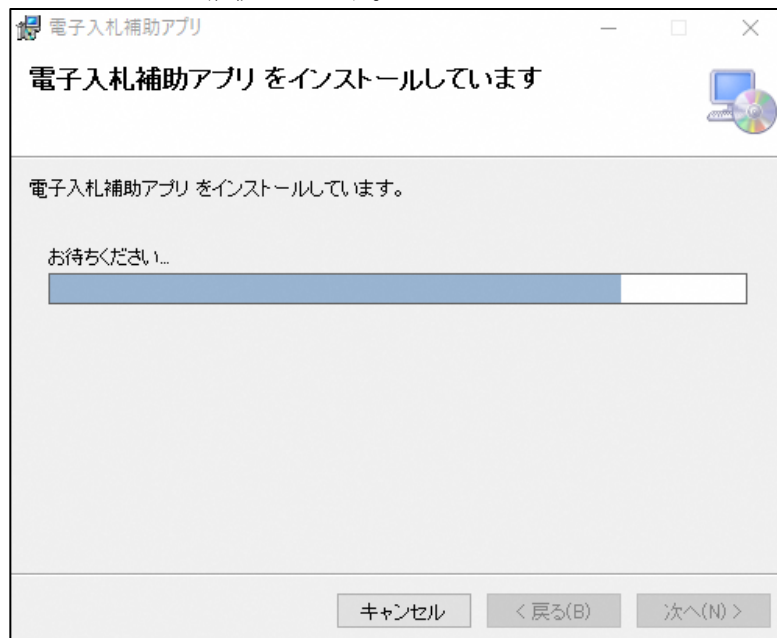 電子入札補助アプリ
電子入札補助アプリ をインストールしています
電子入札補助アプリ をインストールしています。
お待ちください...
キャンセル
< 戻る(B)
次へ(N) >